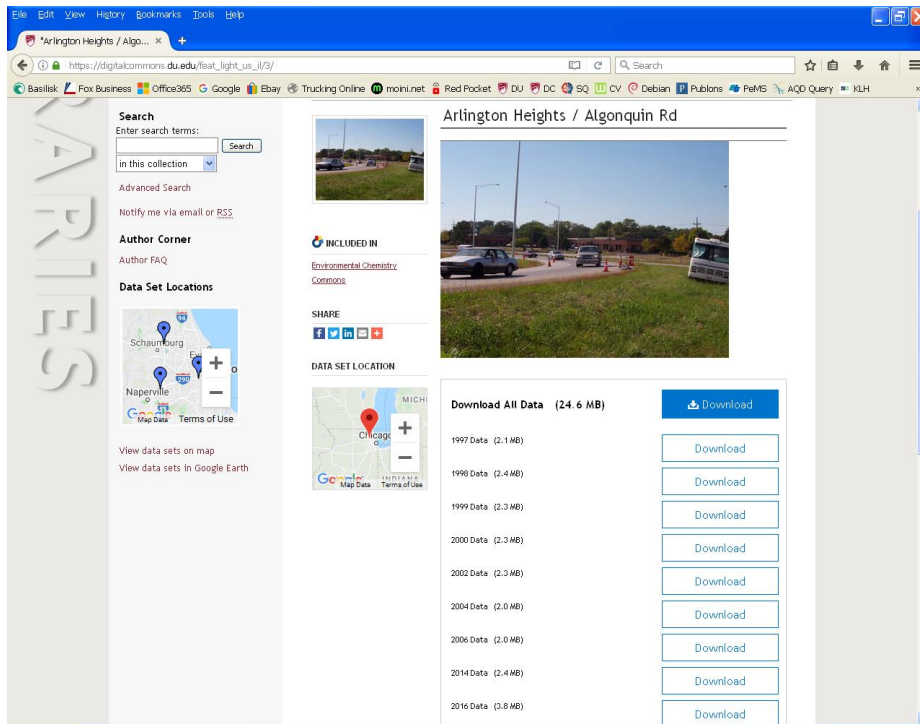 File Edit View History Bookmarks Tools Help
*Arlington Heights / Algo...
https://digitalcommons.du.edu/feat_light_us_il/3/
Search
Basilisk Fox Business Office365 Google Ebay Trucking Online moini.net Red Pocket DU DC SQ CV Debian Publons PeMS AQD Query KLH
ARIES
Search
Enter search terms:
Search
in this collection
Advanced Search
Notify me via email or RSS
Author Corner
Author FAQ
Data Set Locations
94
Schaumburg
290
Naperville
Google
Map Data Terms of Use
View data sets on map
View data sets in Google Earth
INCLUDED IN
Environmental Chemistry
Commons
SHARE
DATA SET LOCATION
MICHI
Chicago
INDIANA
Google
Map Data Terms of Use
Arlington Heights / Algonquin Rd
Download All Data (24.6 MB) Download
1997 Data (2.1 MB) Download
1998 Data (2.4 MB) Download
1999 Data (2.3 MB) Download
2000 Data (2.3 MB) Download
2002 Data (2.3 MB) Download
2004 Data (2.0 MB) Download
2006 Data (2.0 MB) Download
2014 Data (2.4 MB) Download
2016 Data (3.8 MB) Download